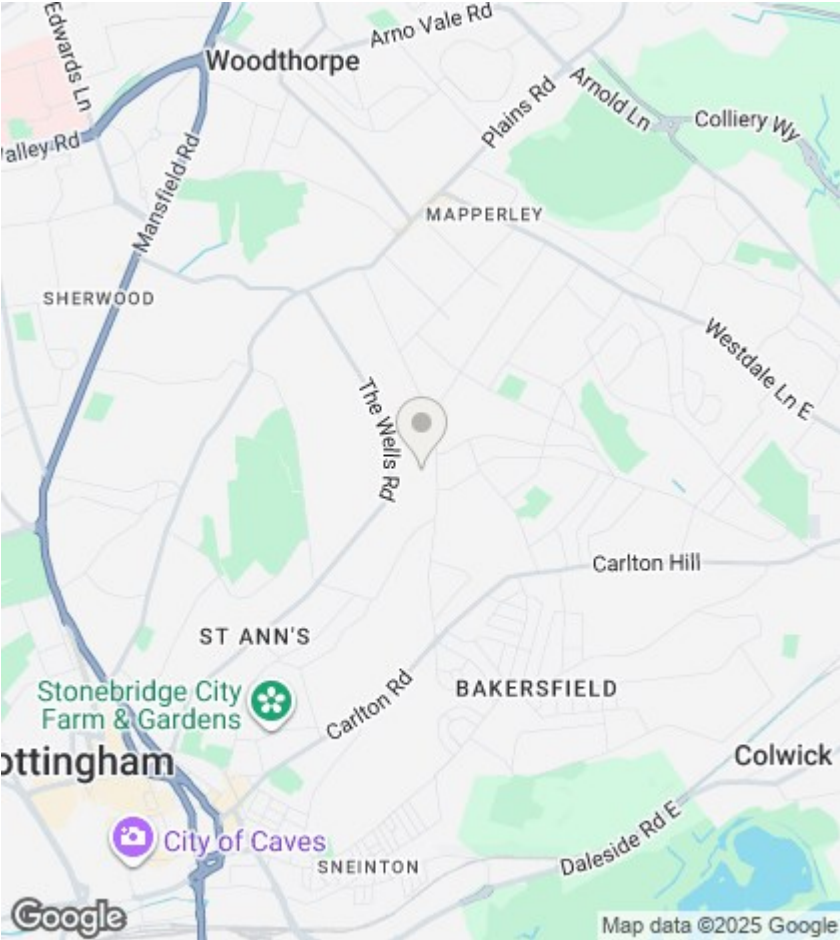 Edwards Ln
Arno Vale Rd
Woodthorpe
Plains Rd
Arnold Ln
Colliery Wy
Valley Rd
Mansfield Rd
MAPPERLEY
SHERWOOD
Westdale Ln E
The Wells Rd
Carlton Hill
ST ANN'S
Stonebridge City
Farm & Gardens
Carlton Rd
BAKERSFIELD
ottingham
Colwick
City of Caves
Daleside Rd E
SNEINTON
Google
Map data ©2025 Google